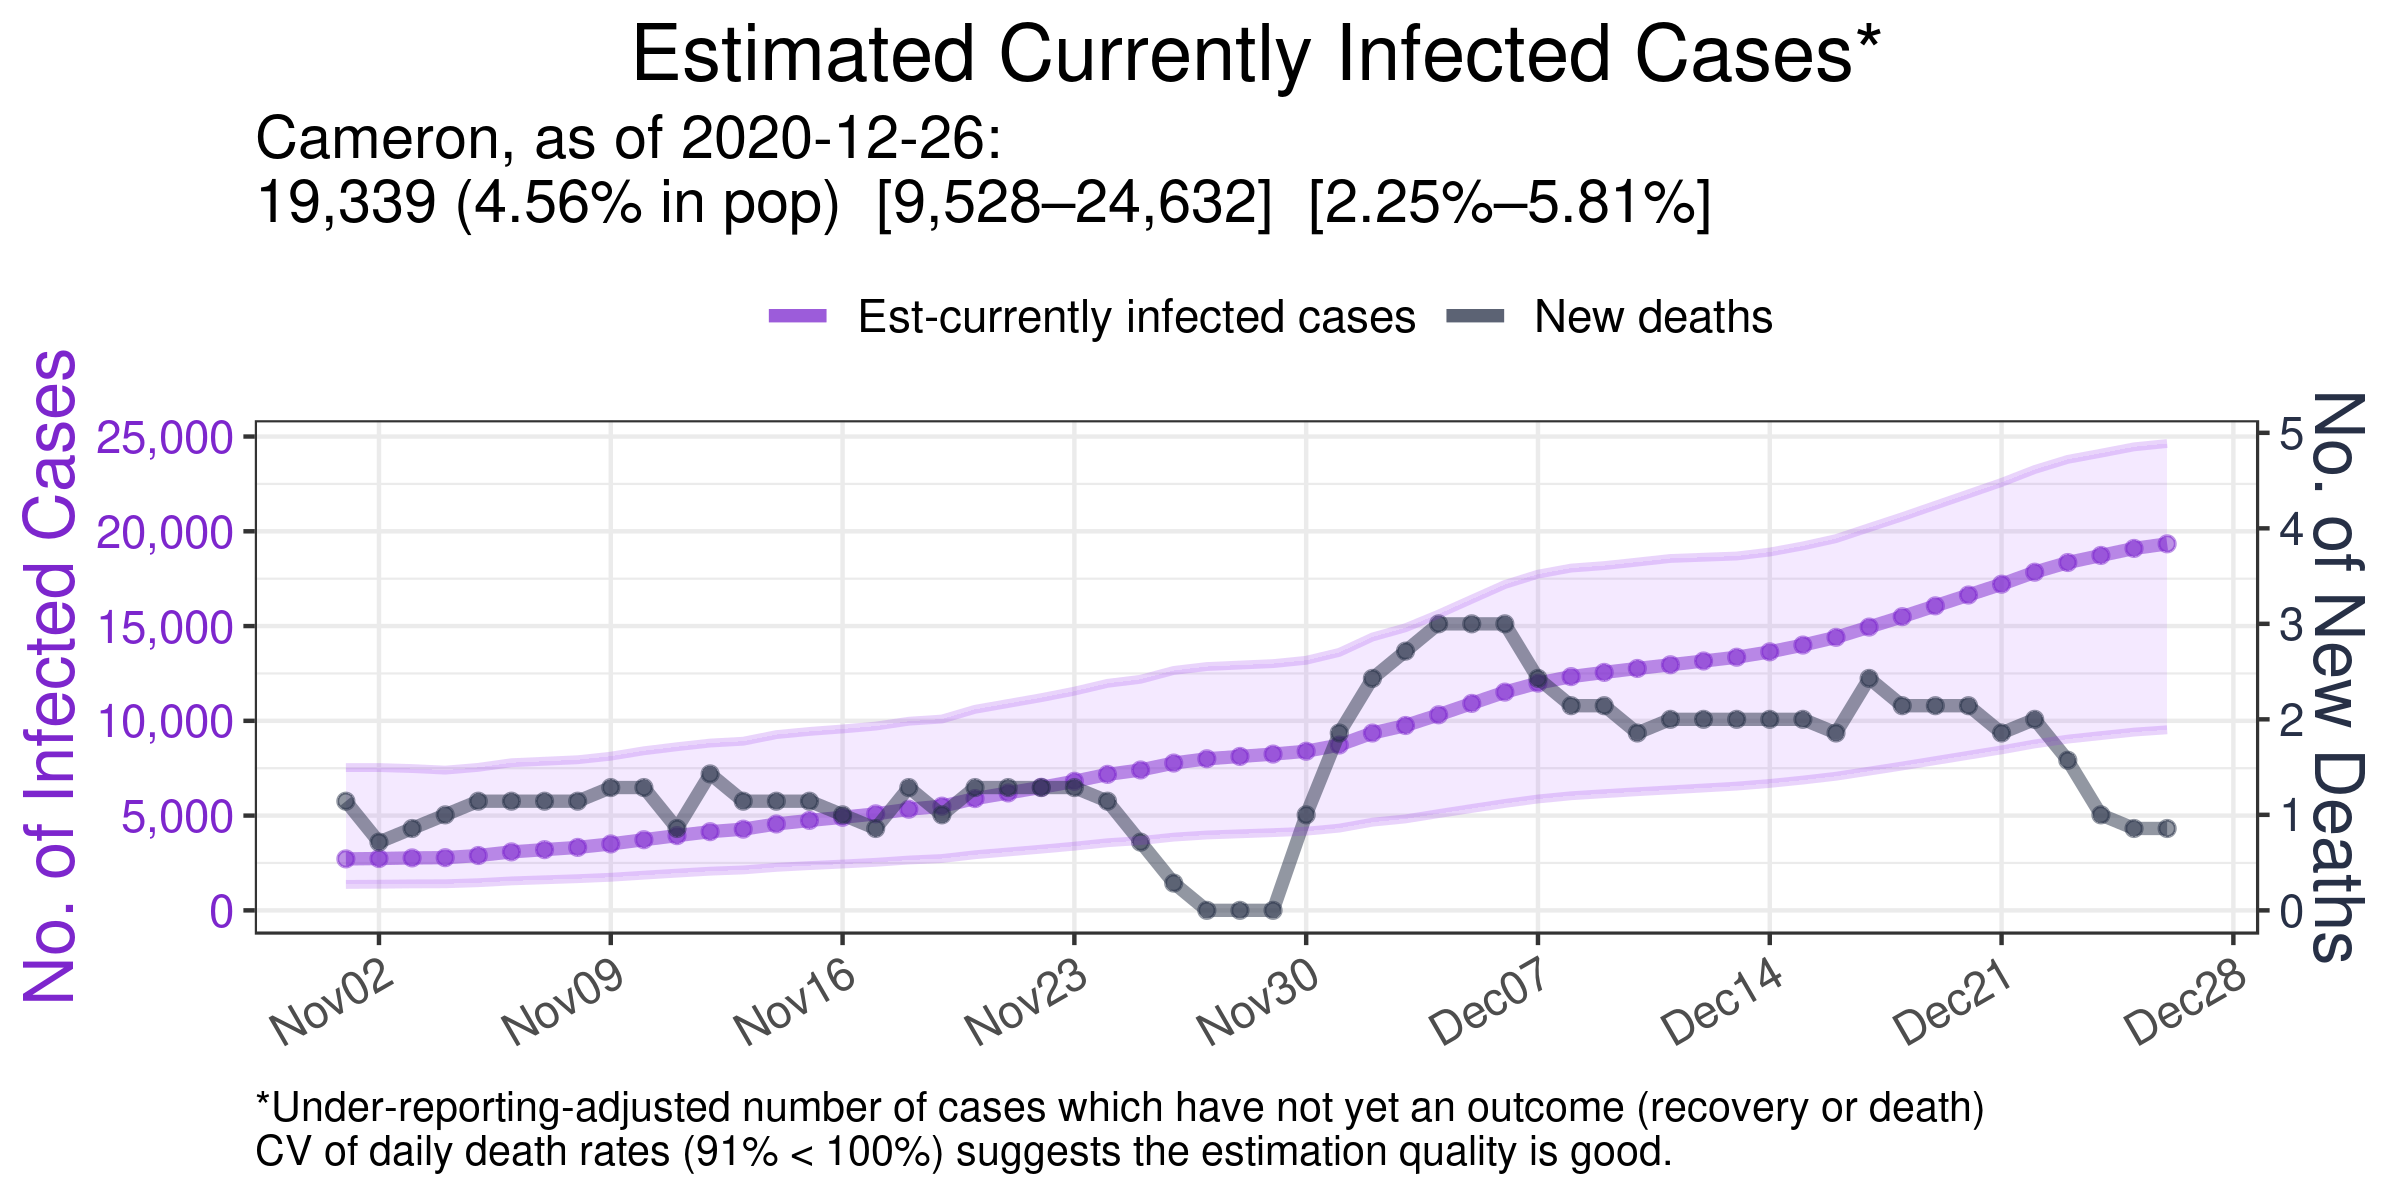 Estimated Currently Infected Cases*
Cameron, as of 2020-12-26:
19,339 (4.56% in pop)  [9,528–24,632]  [2.25%–5.81%]
Est-currently infected cases
New deaths
No. of Infected Cases
25,000
20,000
15,000
10,000
5,000
0
5
4
3
2
1
0
No. of New Deaths
Nov02
Nov09
Nov16
Nov23
Nov30
Dec07
Dec14
Dec21
Dec28
*Under-reporting-adjusted number of cases which have not yet an outcome (recovery or death)
CV of daily death rates (91% < 100%) suggests the estimation quality is good.